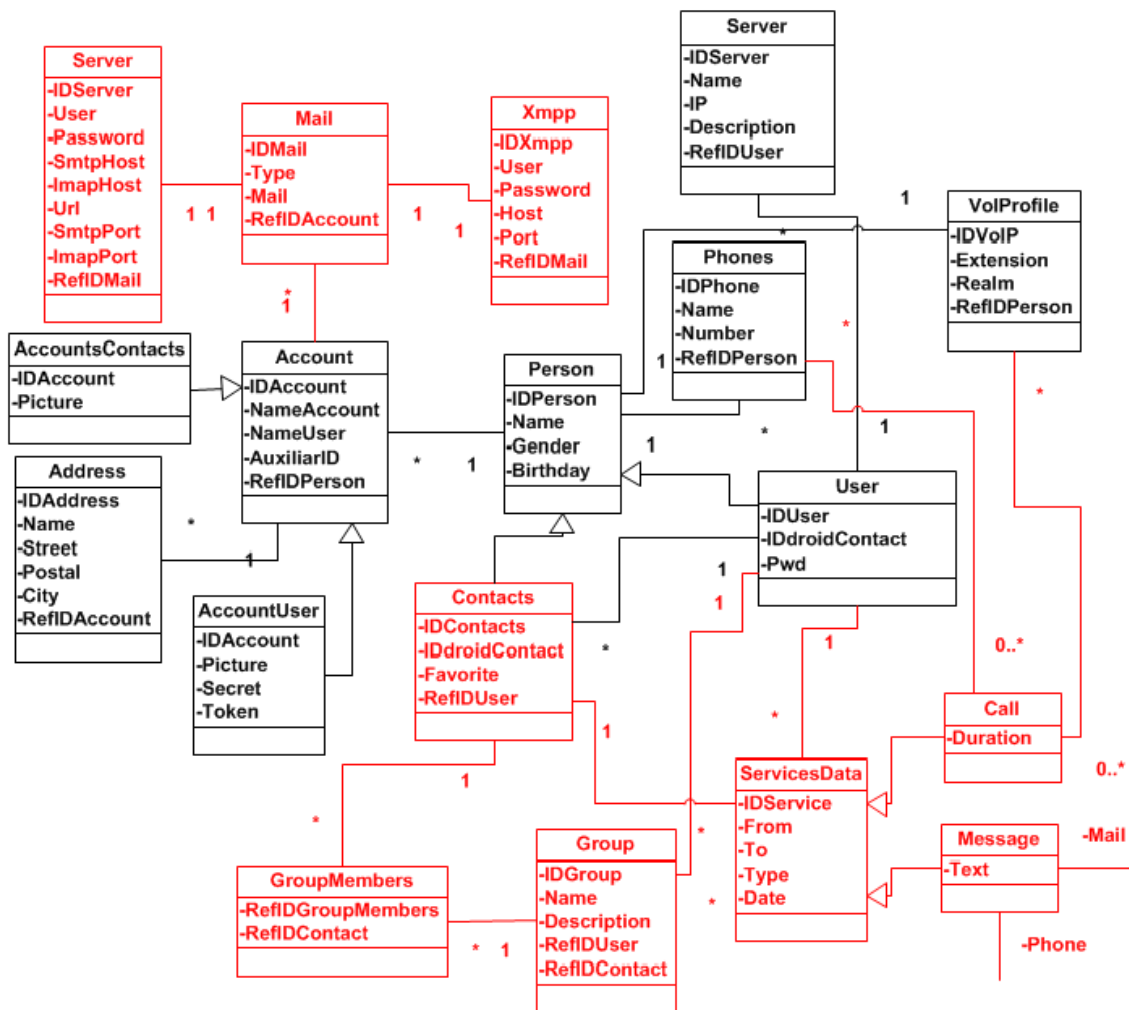 Server
-IDServer
-User
-Password
-SmtpHost
-ImapHost
-Url
-SmtpPort
-ImapPort
-RefIDMail
1 1
Mail
-IDMail
-Type
-Mail
-RefIDAccount
1
1
Xmpp
-IDXmpp
-User
-Password
-Host
-Port
-RefIDMail
Server
-IDServer
-Name
-IP
-Description
-RefIDUser
*
1
VoIProfile
-IDVoIP
-Extension
-Realm
-RefIDPerson
*
Phones
-IDPhone
-Name
-Number
-RefIDPerson
*
1
*
1
*
1
AccountsContacts
-IDAccount
-Picture
Account
-IDAccount
-NameAccount
-NameUser
-AuxiliarID
-RefIDPerson
*
1
Person
-IDPerson
-Name
-Gender
-Birthday
1
Address
-IDAddress
-Name
-Street
-Postal
-City
-RefIDAccount
*
1
User
-IDUser
-IDdroidContact
-Pwd
1
1
1
AccountUser
-IDAccount
-Picture
-Secret
-Token
Contacts
-IDContacts
-IDdroidContact
-Favorite
-RefIDUser
*
1
1
*
0..*
Call
-Duration
0..*
ServicesData
-IDService
-From
-To
-Type
-Date
*
*
*
Message
-Text
-Mail
-Phone
GroupMembers
-RefIDGroupMembers
-RefIDContact
* 1
Group
-IDGroup
-Name
-Description
-RefIDUser
-RefIDContact